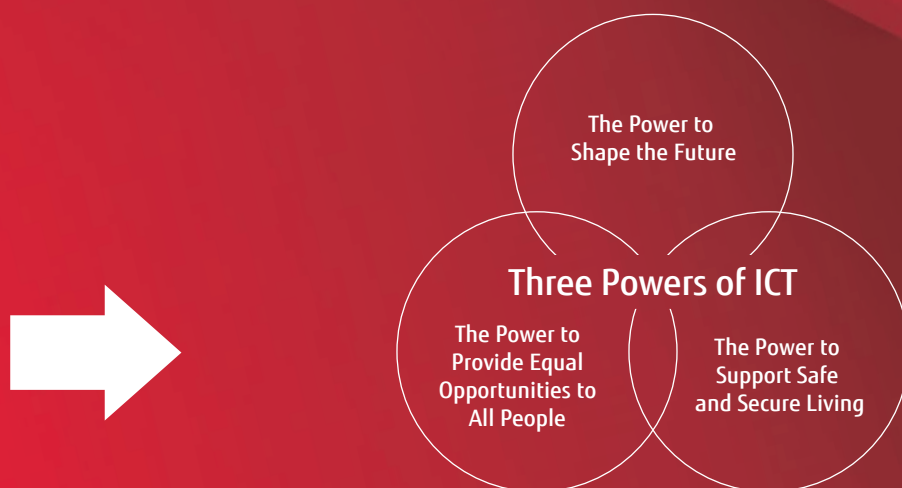 The Power to
Shape the Future
Three Powers of ICT
The Power to
Provide Equal
Opportunities to
All People
The Power to
Support Safe
and Secure Living